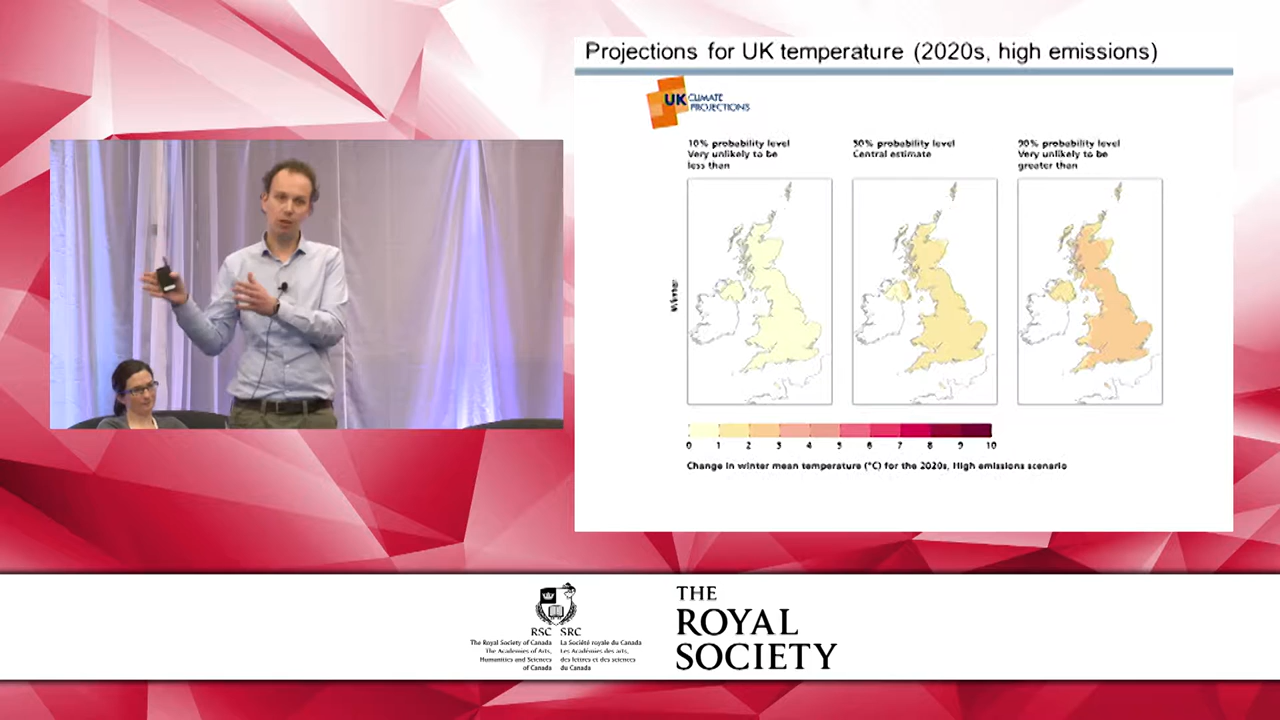 Projections for UK temperature (2020s, high emissions)
UK CLIMATE
PROJECTIONS
10% probability level
Very unlikely to be
less than
50% probability level
Central estimate
90% probability level
Very unlikely to be
greater than
Winter
0 1 2 3 4 5 6 7 8 9 10
Change in winter mean temperature (°C) for the 2020s, High emissions scenario
RSC SRC
The Royal Society of Canada
The Academies of Arts,
Humanities and Sciences
of Canada
La Société royale du Canada
Les Académies des arts,
des lettres et des sciences
du Canada
THE
ROYAL
SOCIETY